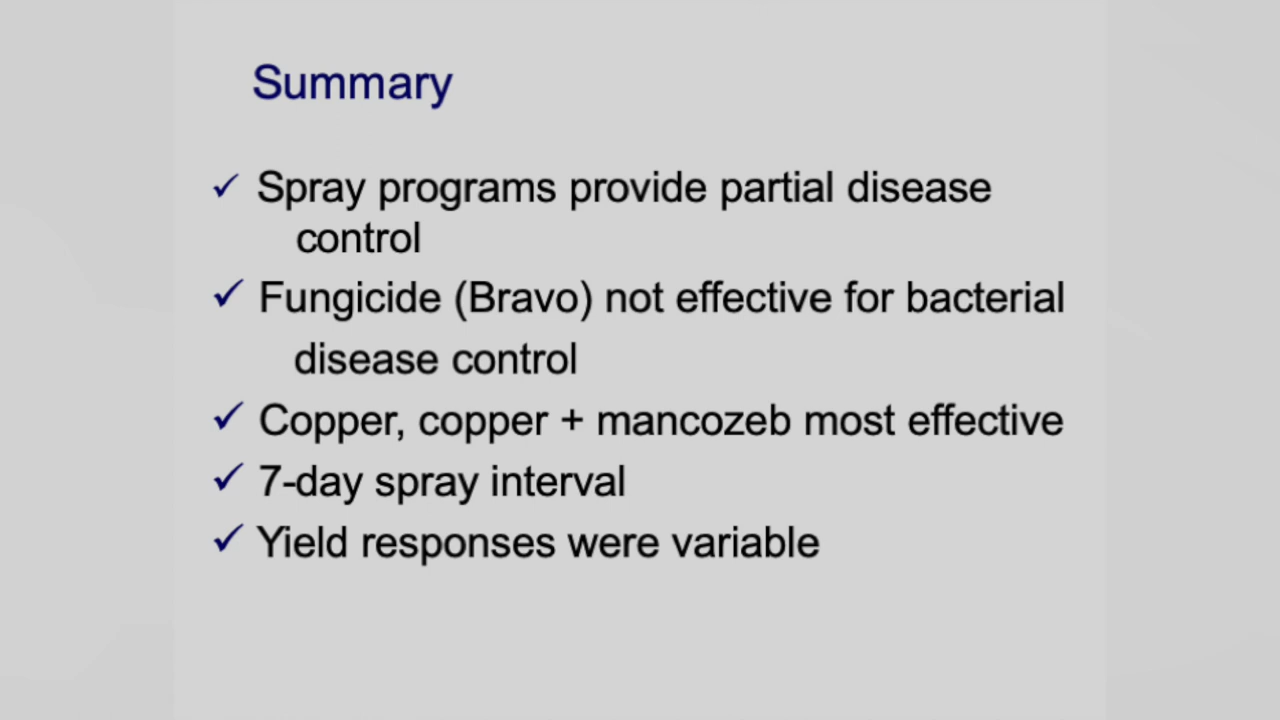 Summary
✓ Spray programs provide partial disease
control
✓ Fungicide (Bravo) not effective for bacterial
disease control
✓ Copper, copper + mancozeb most effective
✓ 7-day spray interval
✓ Yield responses were variable